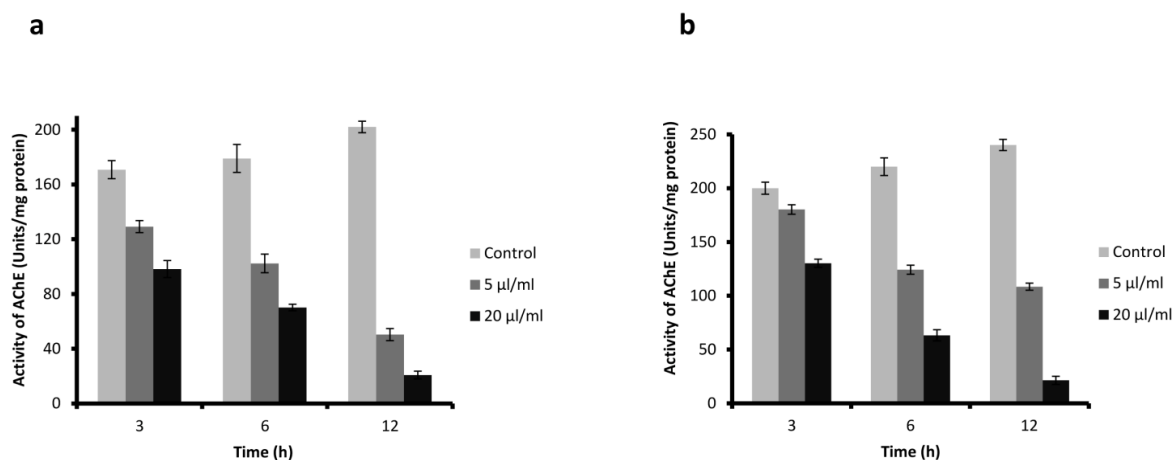 a
Activity of AChE (Units/mg protein)
200
160
120
80
40
0
3
6
12
Time (h)
Control
5 µl/ml
20 µl/ml
b
Activity of AChE (Units/mg protein)
250
200
150
100
50
0
3
6
12
Time (h)
Control
5 µl/ml
20 µl/ml